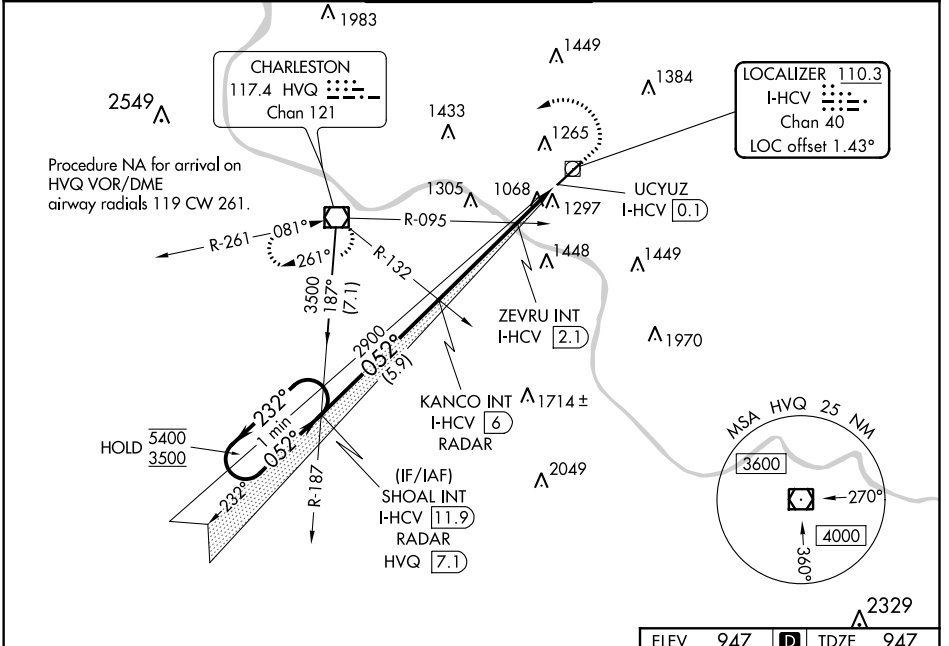 1983
CHARLESTON
117.4 HVQ
Chan 121
2549
1449
1384
1433
1265
LOCALIZER 110.3
I-HCV
Chan 40
LOC offset 1.43°
Procedure NA for arrival on
HVQ VOR/DME
airway radials 119 CW 261.
1305
1068
1297
UCYUZ
I-HCV 0.1
R-095
R-261
081°
261°
R-132
1448
1449
3500
187°
(7.1)
ZEVRU INT
I-HCV 2.1
1970
2900
052°
(5.9)
KANCO INT
I-HCV 6
RADAR
1714 ±
HOLD 5400
3500
232°
1 min
052°
232°
R-187
(IF/IAF)
SHOAL INT
I-HCV 11.9
RADAR
HVQ 7.1
2049
MSA HVQ 25 NM
3600
270°
4000
360°
2329
ELEV 947 D TDZE 947